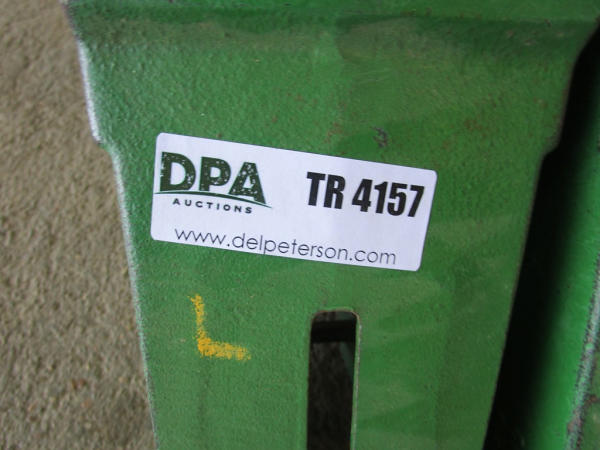 DPA
AUCTIONS
TR 4157
www.delpeterson.com
L